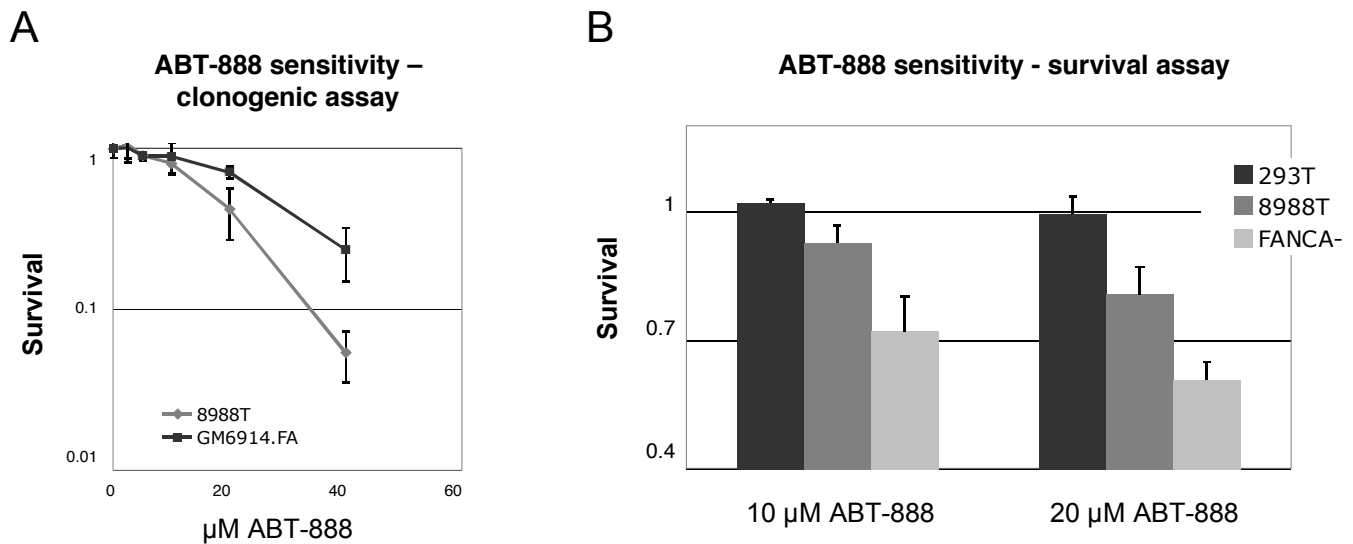 A
ABT-888 sensitivity –
clonogenic assay
Survival
1
0.1
0.01
8988T
GM6914.FA
0 20 40 60
µM ABT-888
B
ABT-888 sensitivity - survival assay
Survival
1
0.7
0.4
293T
8988T
FANCA-
10 µM ABT-888 20 µM ABT-888